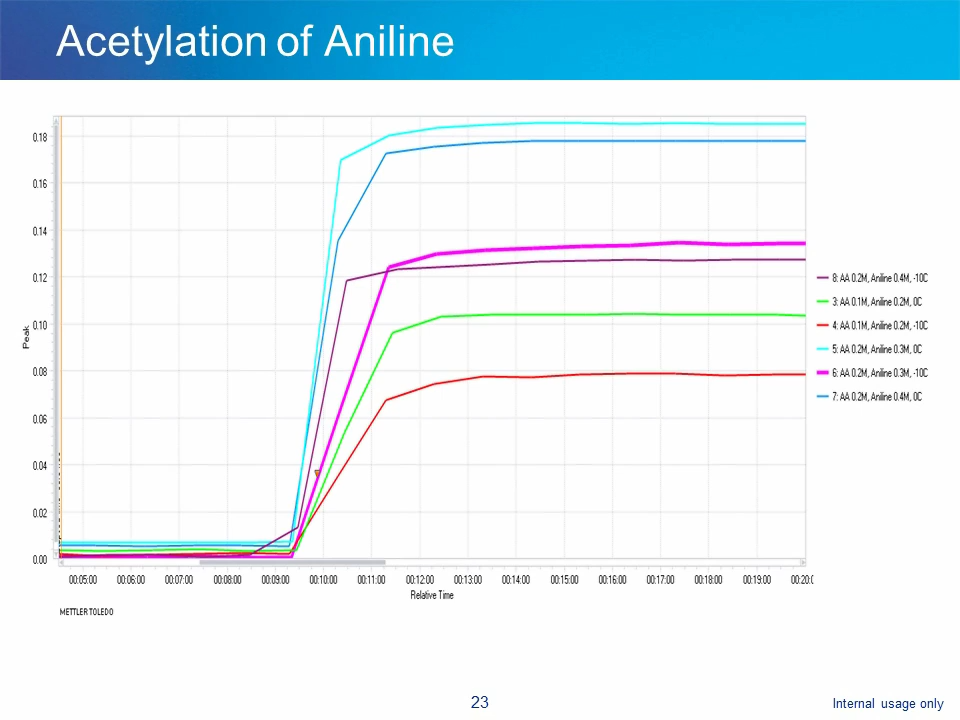 Acetylation of Aniline
0.18
0.16
0.14
0.12
0.10
0.08
0.06
0.04
0.02
0.00
Peak
00:05:00 00:06:00 00:07:00 00:08:00 00:09:00 00:10:00 00:11:00 00:12:00 00:13:00 00:14:00 00:15:00 00:16:00 00:17:00 00:18:00 00:19:00 00:20:0
Relative Time
8: AA 0.2M, Aniline 0.4M, -10C
3: AA 0.1M, Aniline 0.2M, 0C
4: AA 0.1M, Aniline 0.2M, -10C
5: AA 0.2M, Aniline 0.3M, 0C
6: AA 0.2M, Aniline 0.3M, -10C
7: AA 0.2M, Aniline 0.4M, 0C
METTLER TOLEDO
23
Internal usage only